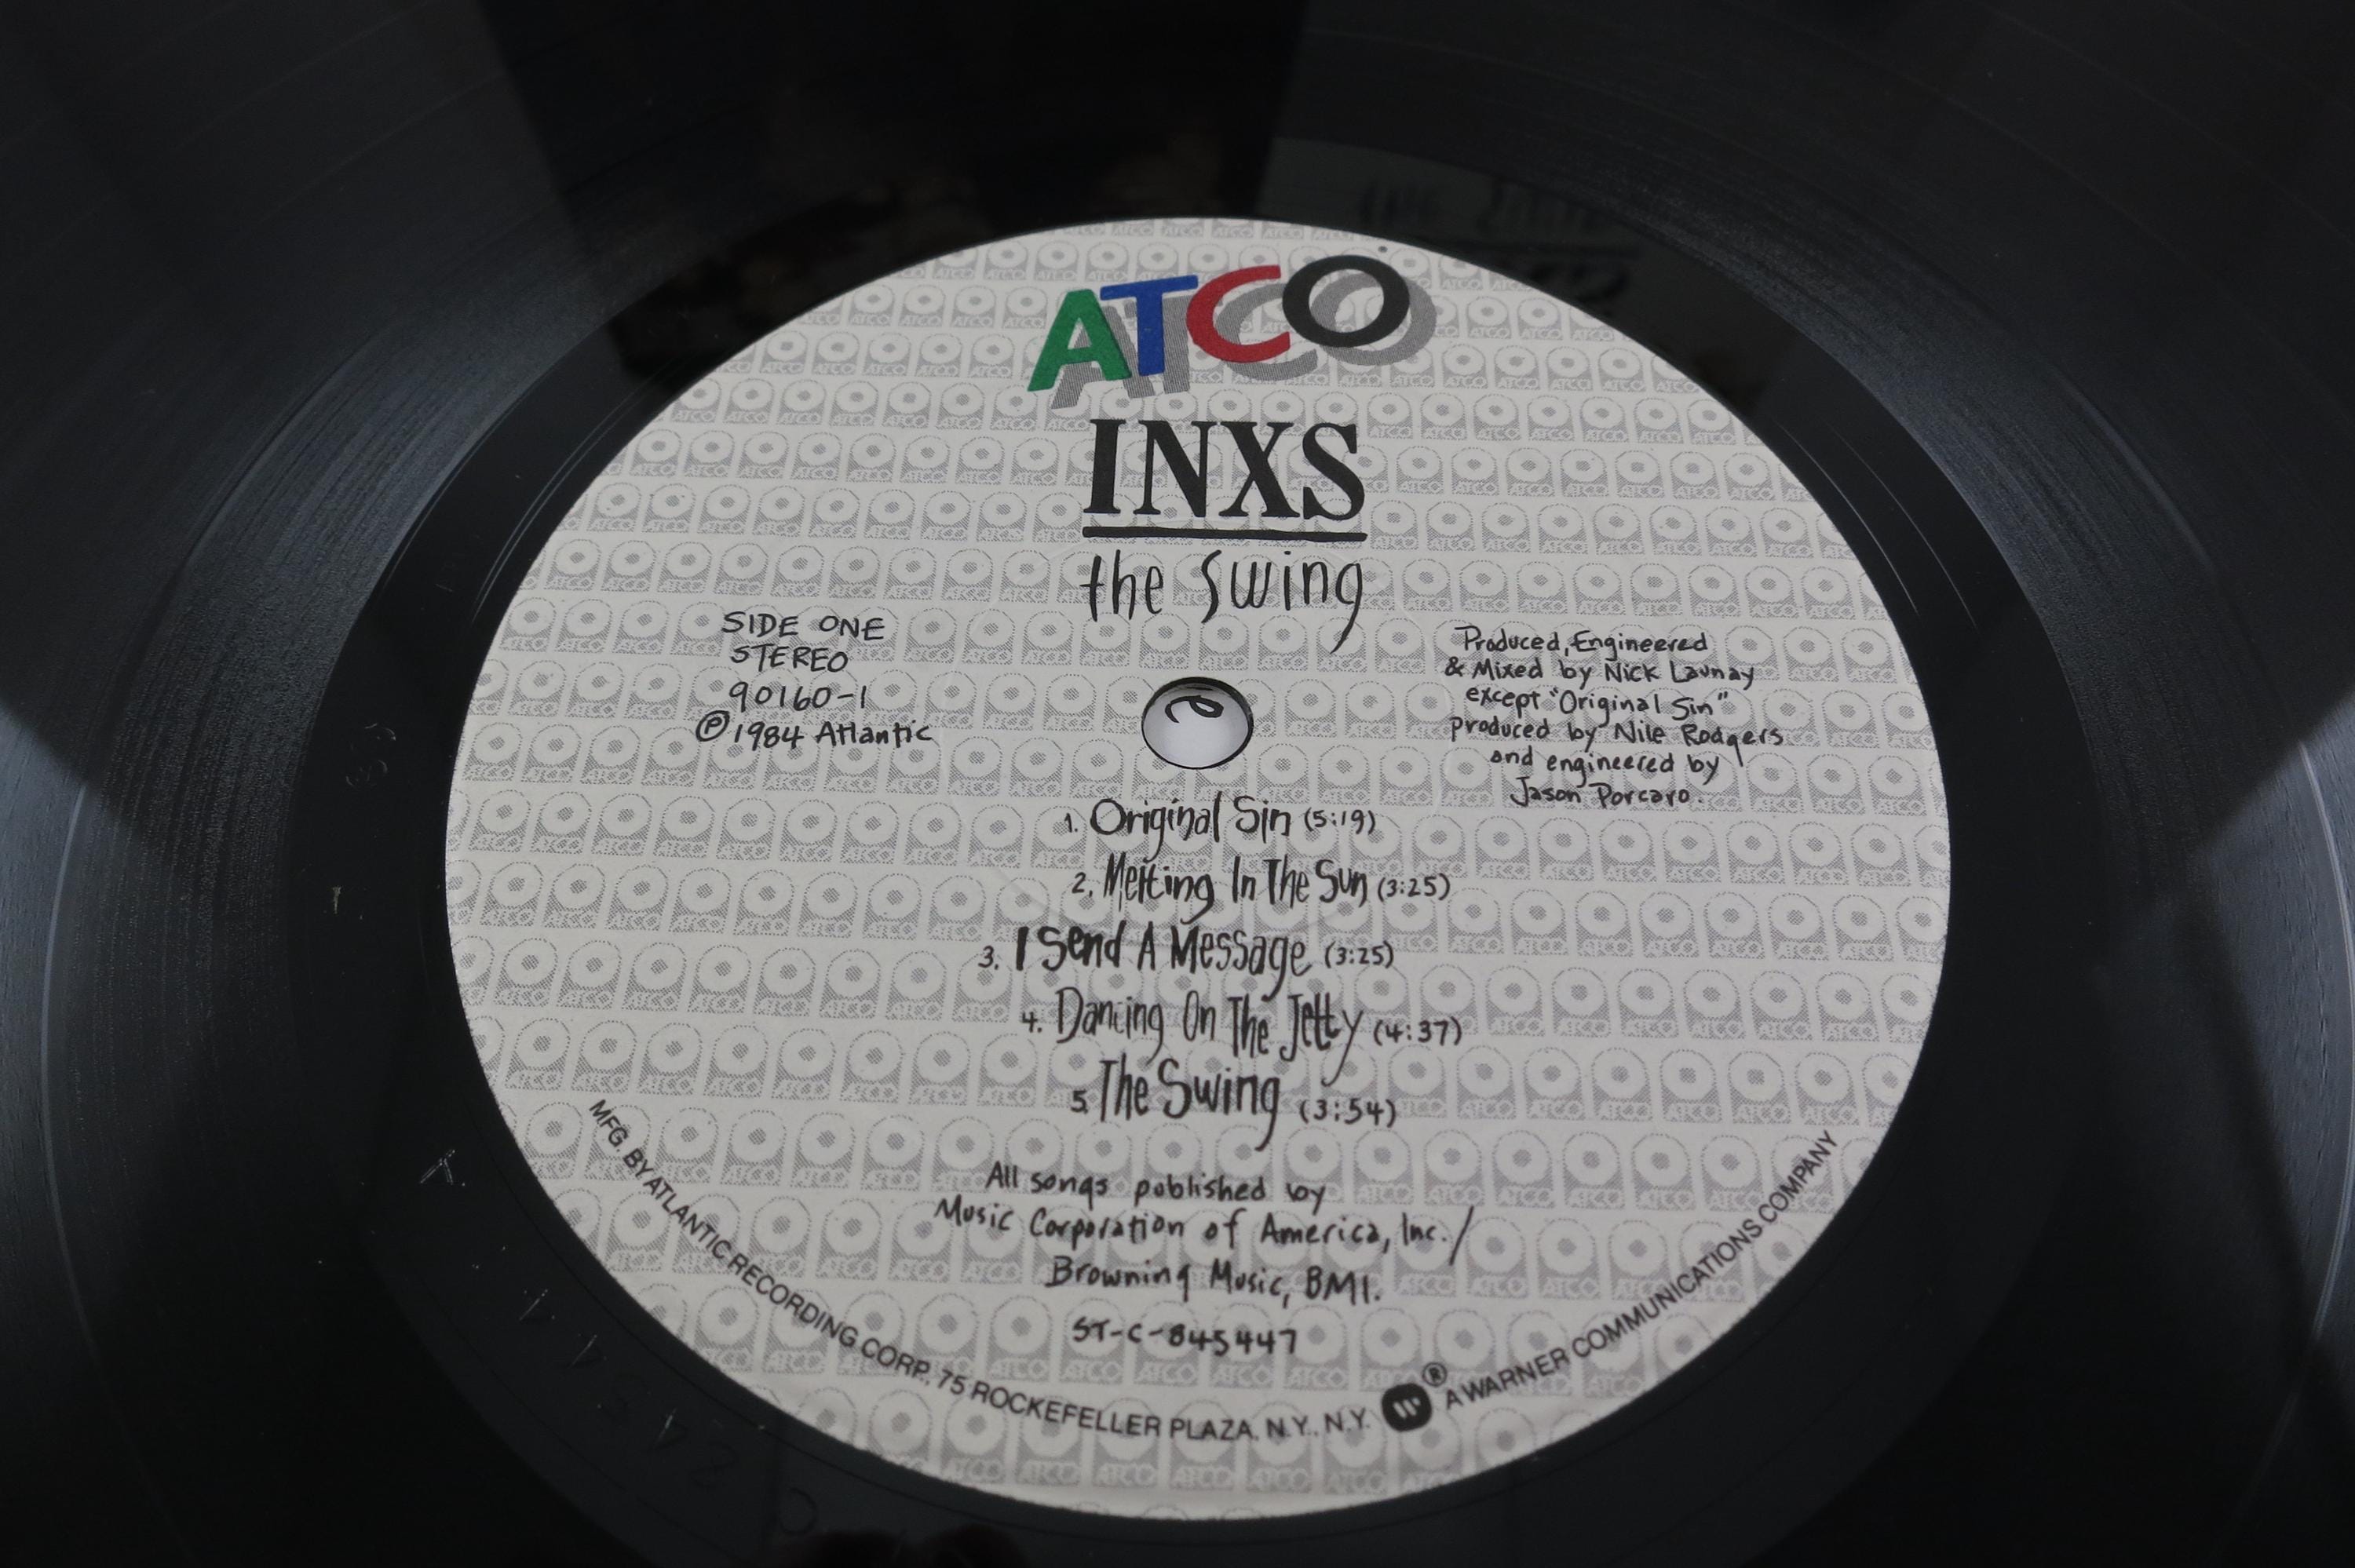 ATCO
INXS
the Swing
SIDE ONE
STEREO
90160-1
℗1984 Atlantic
Produced, Engineered
& Mixed by Nick Launay
except "Original Sin"
produced by Nile Rodgers
and engineered by
Jason Porcaro.
1. Original Sin (5:19)
2. Melting In The Sun (3:25)
3. I Send A Message (3:25)
4. Dancing On The Jetty (4:37)
5. The Swing (3:54)
All songs published by
Music Corporation of America, Inc./
Browning Music, BMI.
ST-C-845447
MFG. BY ATLANTIC RECORDING CORP., 75 ROCKEFELLER PLAZA, N.Y., N.Y. ® A WARNER COMMUNICATIONS COMPANY